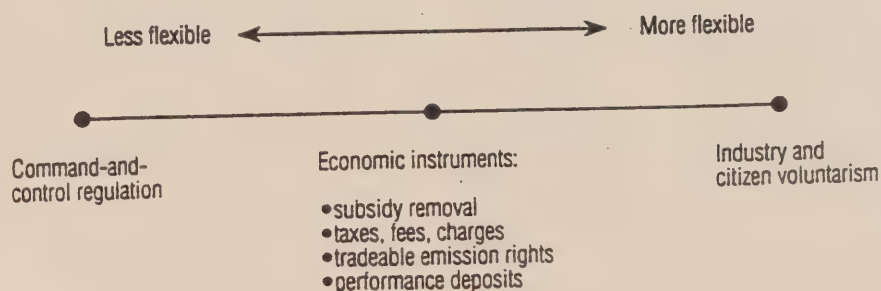 Less flexible
More flexible
Command-and-
control regulation
Economic instruments:
•subsidy removal
•taxes, fees, charges
•tradeable emission rights
•performance deposits
Industry and
citizen voluntarism